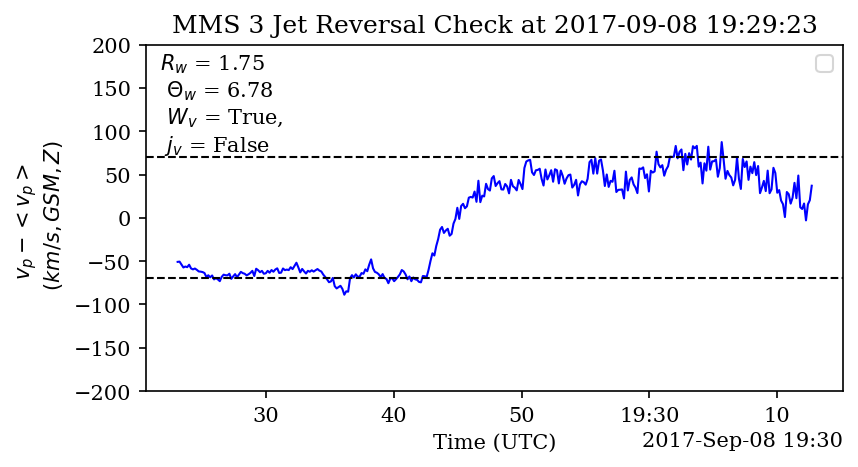 MMS 3 Jet Reversal Check at 2017-09-08 19:29:23
R_w = 1.75
Θ_w = 6.78
W_v = True,
j_v = False
200
150
100
50
0
−50
−100
−150
−200
v_p − < v_p >
(km/s, GSM, Z)
30 40 50 19:30 10
Time (UTC)
2017-Sep-08 19:30